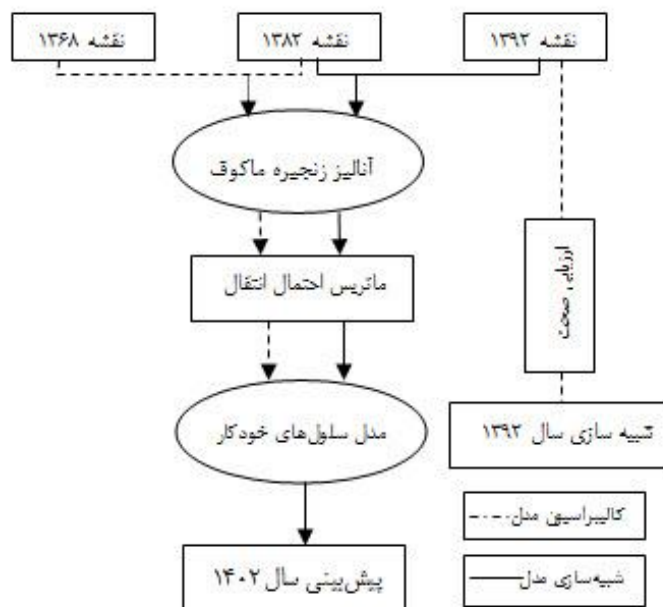 نقشه ۱۳۹۲
نقشه ۱۳۸۲
نقشه ۱۳۶۸
آنالیز زنجیره ماکوف
ماتریس احتمال انتقال
ارزیابی صحت
مدل سلول‌های خودکار
شبیه سازی سال ۱۳۹۲
کالیبراسیون مدل
پیش‌بینی سال ۱۴۰۲
شبیه‌سازی مدل